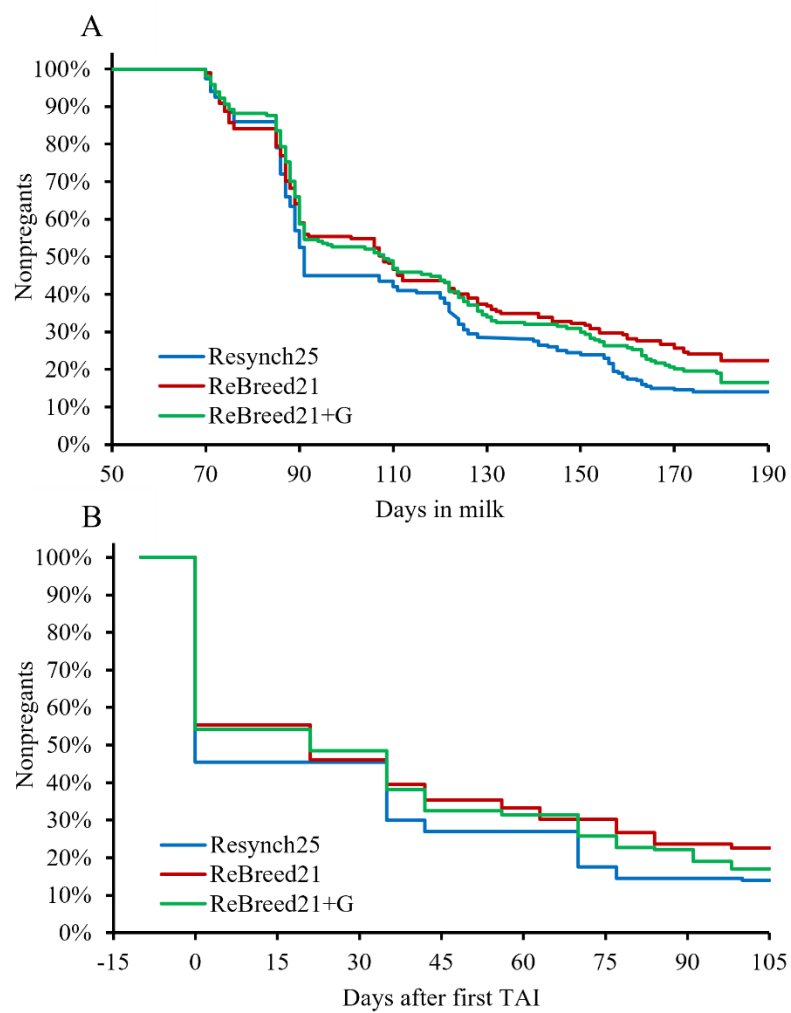 A
100%
90%
80%
70%
60%
50%
40%
30%
20%
10%
0%
Nonpregants
Resynch25
ReBreed21
ReBreed21+G
50 70 90 110 130 150 170 190
Days in milk
B
100%
90%
80%
70%
60%
50%
40%
30%
20%
10%
0%
Nonpregants
Resynch25
ReBreed21
ReBreed21+G
-15 0 15 30 45 60 75 90 105
Days after first TAI